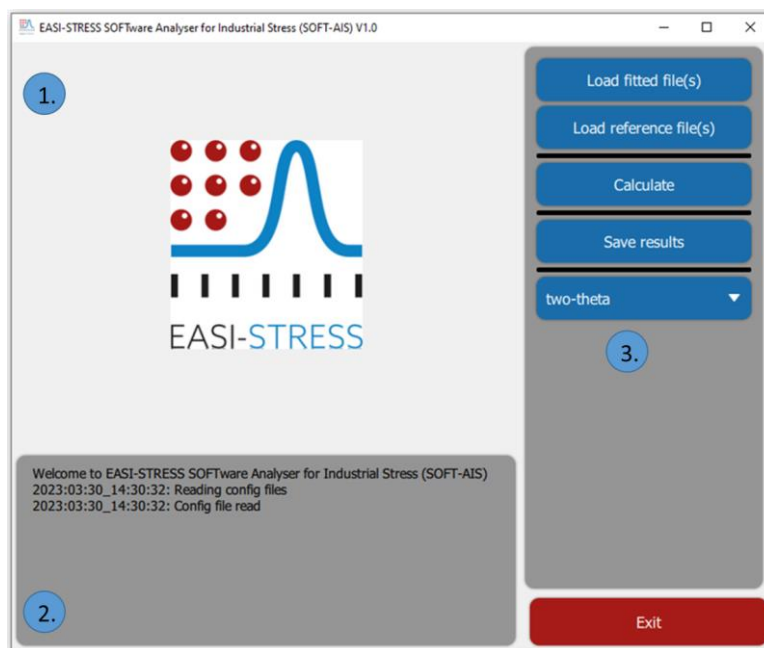 EASI-STRESS SOFTware Analyser for Industrial Stress (SOFT-AIS) V1.0
1.
EASI-STRESS
Load fitted file(s)
Load reference file(s)
Calculate
Save results
two-theta
3.
Welcome to EASI-STRESS SOFTware Analyser for Industrial Stress (SOFT-AIS)
2023:03:30_14:30:32: Reading config files
2023:03:30_14:30:32: Config file read
2.
Exit